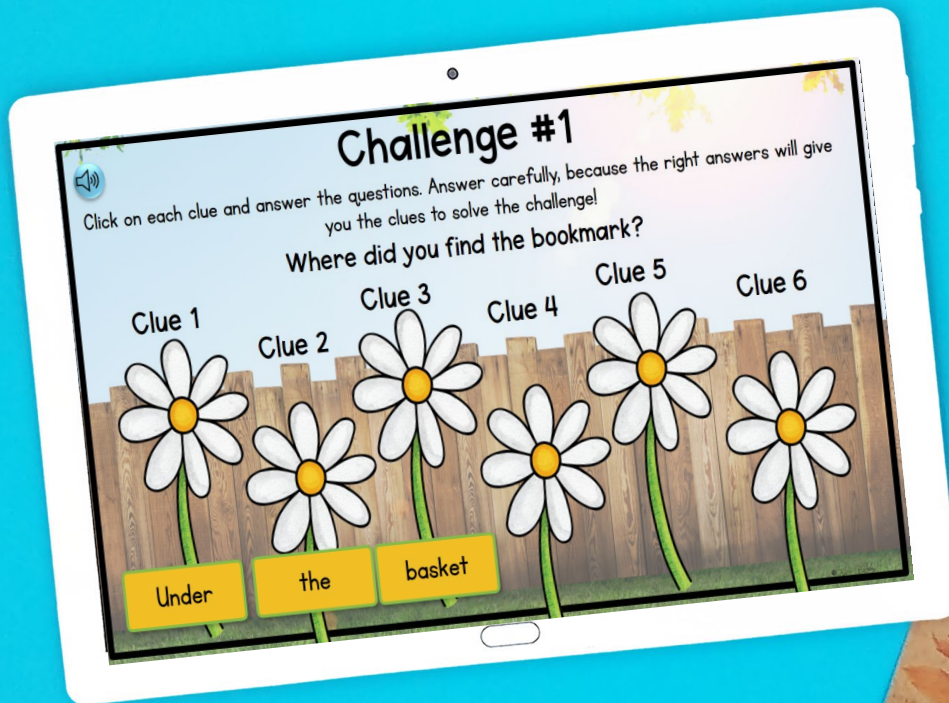 Challenge #1
Click on each clue and answer the questions. Answer carefully, because the right answers will give
you the clues to solve the challenge!
Where did you find the bookmark?
Clue 1
Clue 2
Clue 3
Clue 4
Clue 5
Clue 6
Under
the
basket